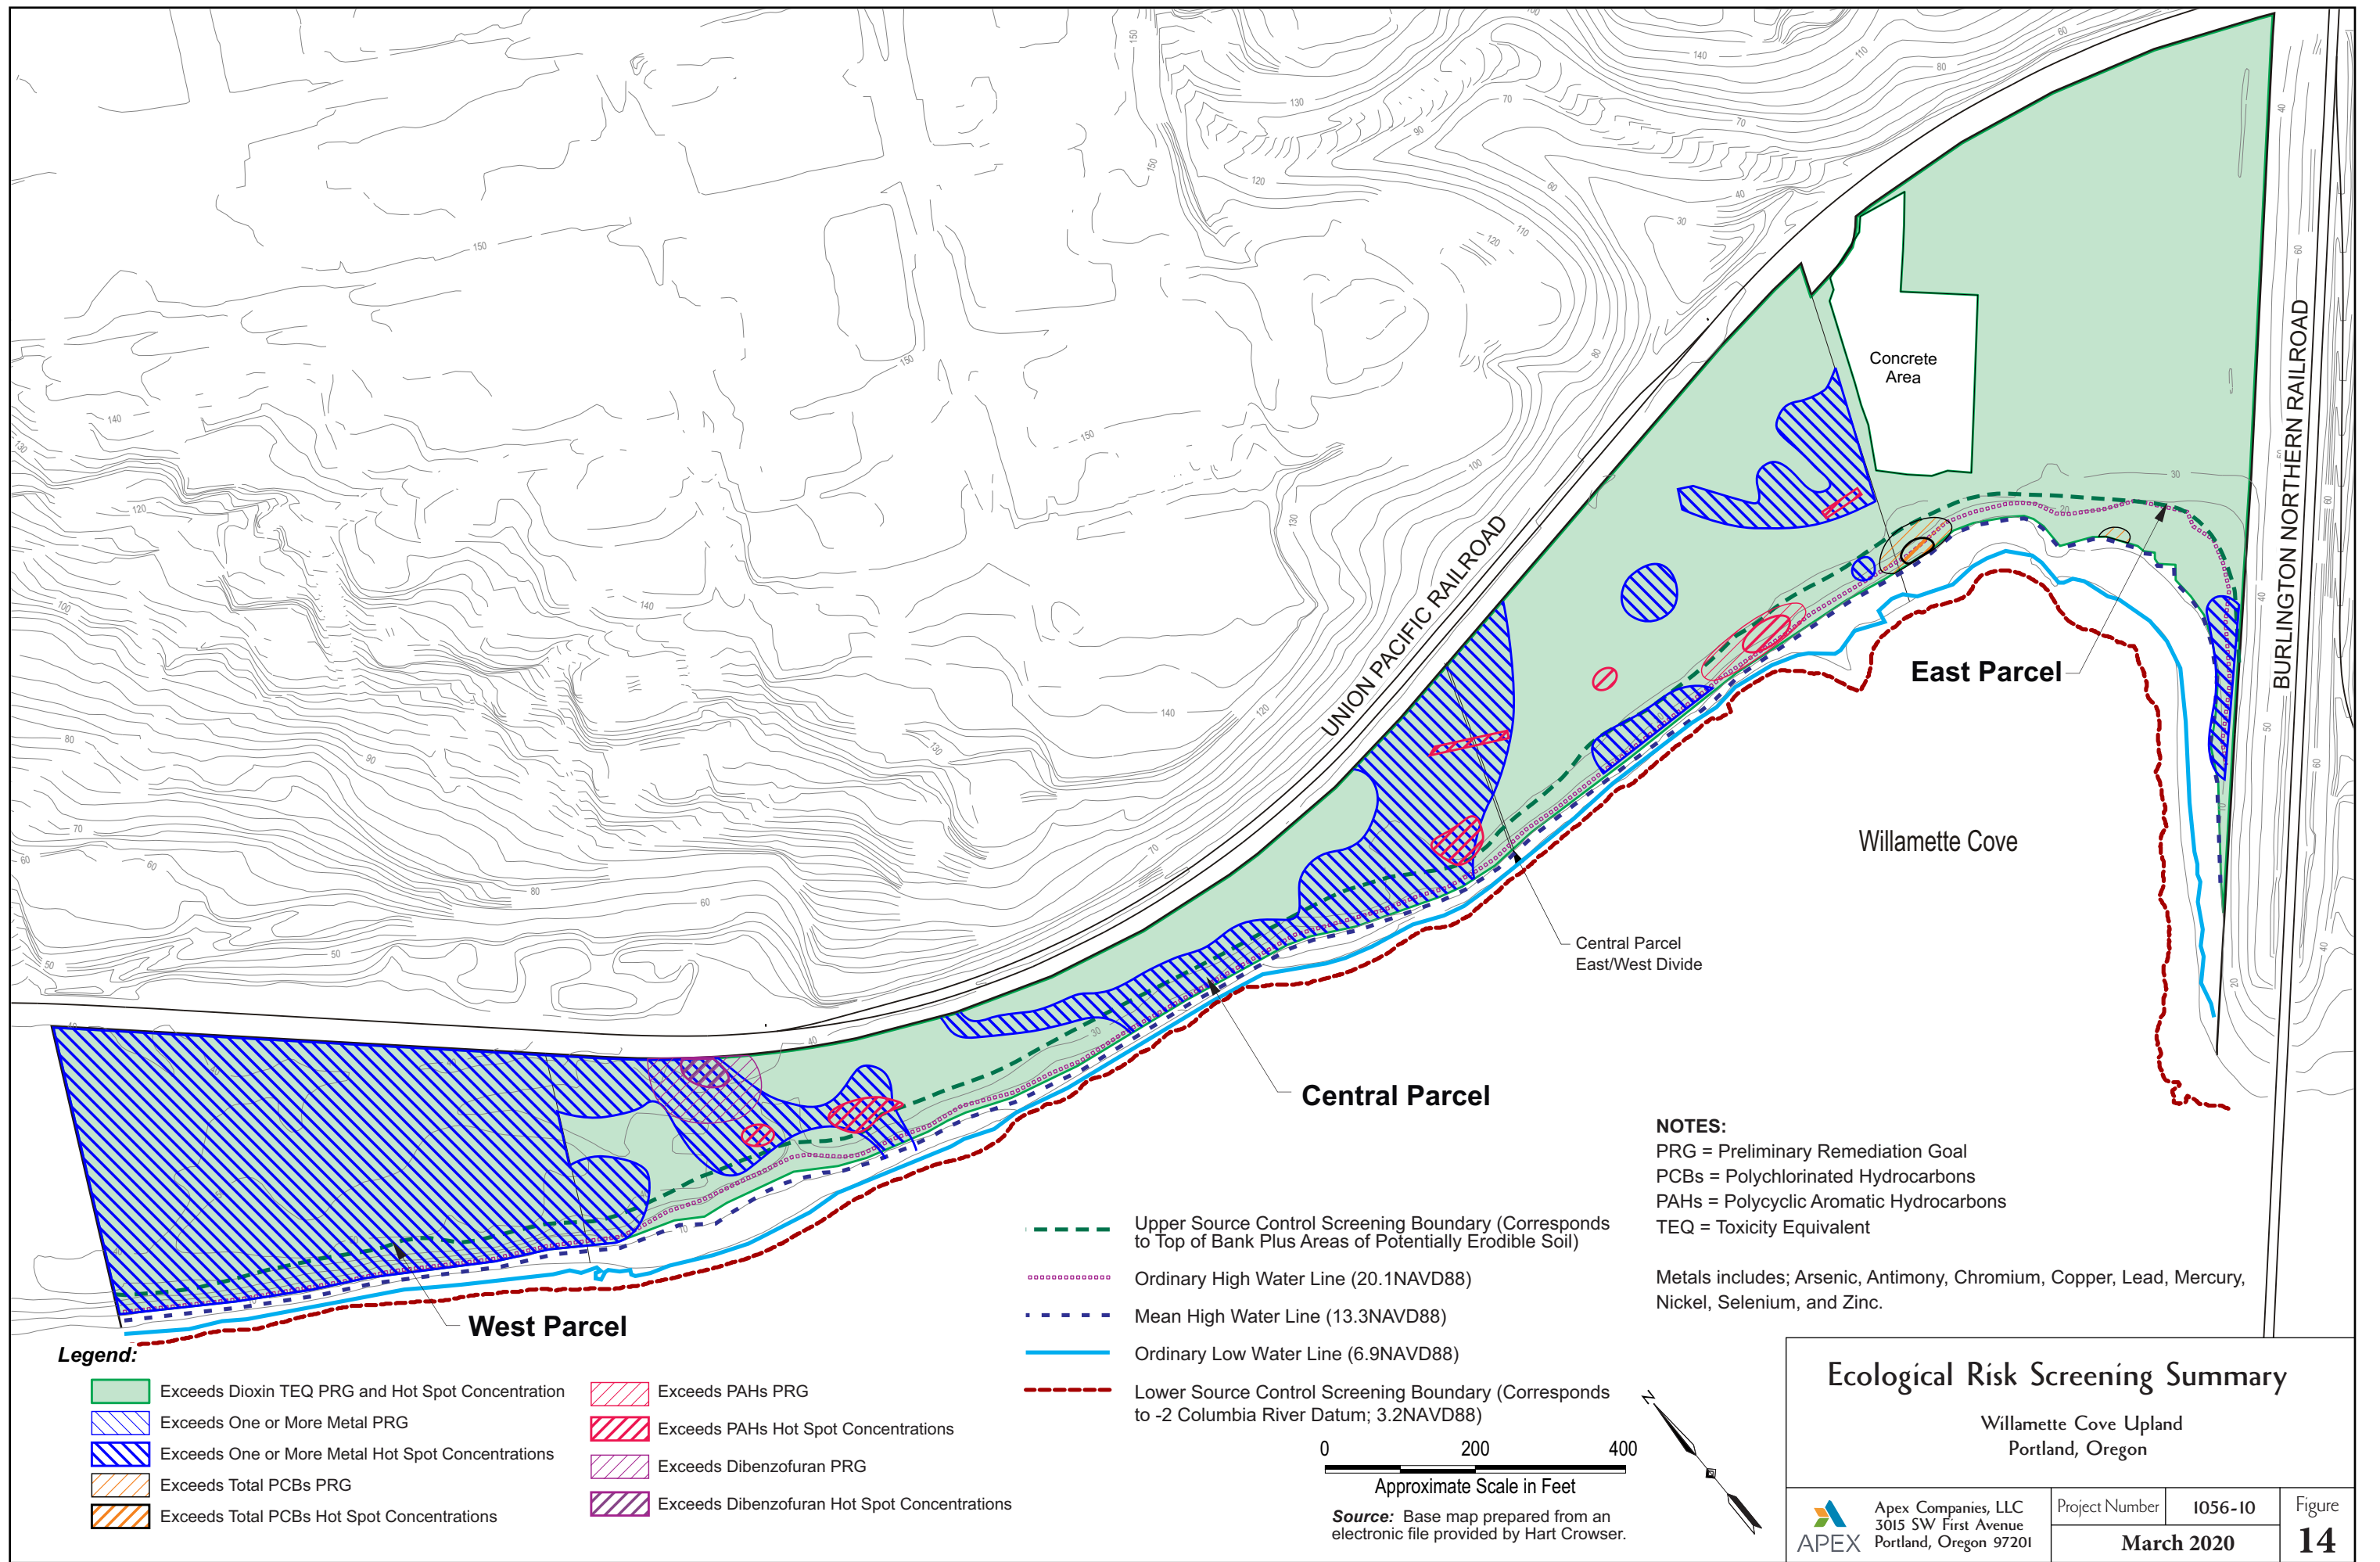 UNION PACIFIC RAILROAD
BURLINGTON NORTHERN RAILROAD
Concrete
Area
East Parcel
Willamette Cove
Central Parcel
East/West Divide
Central Parcel
West Parcel
Legend:
Exceeds Dioxin TEQ PRG and Hot Spot Concentration
Exceeds One or More Metal PRG
Exceeds One or More Metal Hot Spot Concentrations
Exceeds Total PCBs PRG
Exceeds Total PCBs Hot Spot Concentrations
Exceeds PAHs PRG
Exceeds PAHs Hot Spot Concentrations
Exceeds Dibenzofuran PRG
Exceeds Dibenzofuran Hot Spot Concentrations
Upper Source Control Screening Boundary (Corresponds
to Top of Bank Plus Areas of Potentially Erodible Soil)
Ordinary High Water Line (20.1NAVD88)
Mean High Water Line (13.3NAVD88)
Ordinary Low Water Line (6.9NAVD88)
Lower Source Control Screening Boundary (Corresponds
to -2 Columbia River Datum; 3.2NAVD88)
0 200 400
Approximate Scale in Feet
Source: Base map prepared from an
electronic file provided by Hart Crowser.
N
NOTES:
PRG = Preliminary Remediation Goal
PCBs = Polychlorinated Hydrocarbons
PAHs = Polycyclic Aromatic Hydrocarbons
TEQ = Toxicity Equivalent
Metals includes; Arsenic, Antimony, Chromium, Copper, Lead, Mercury,
Nickel, Selenium, and Zinc.
Ecological Risk Screening Summary
Willamette Cove Upland
Portland, Oregon
APEX
Apex Companies, LLC
3015 SW First Avenue
Portland, Oregon 97201
Project Number 1056-10
March 2020
Figure
14